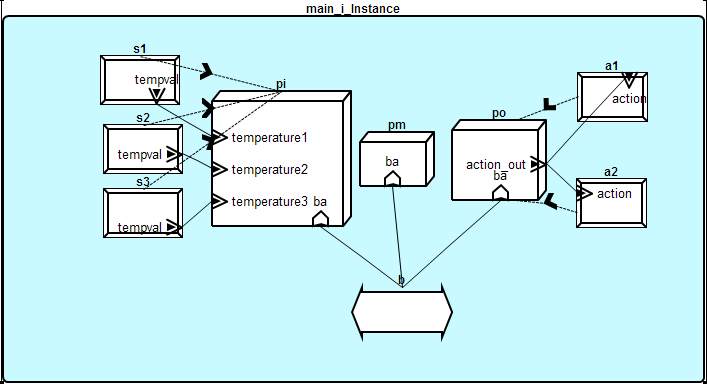 main_i_Instance
s1
tempval
s2
tempval
s3
tempval
pi
temperature1
temperature2
temperature3
ba
pm
ba
po
action_out
ba
a1
action
a2
action
b